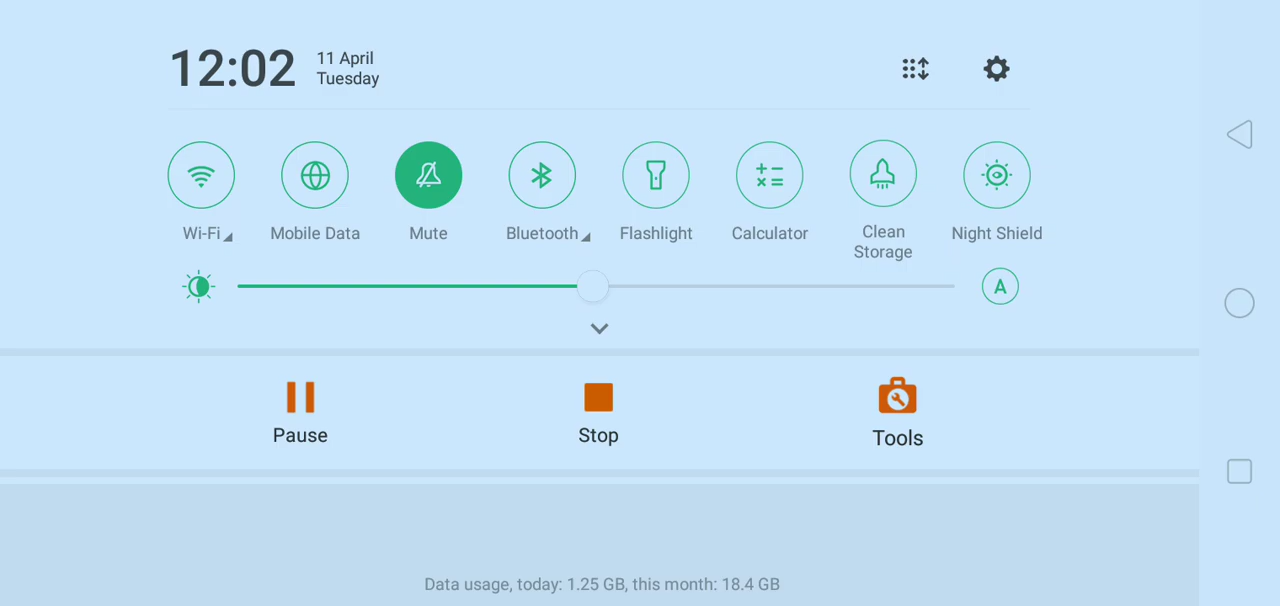 12:02
11 April
Tuesday
Wi-Fi
Mobile Data
Mute
Bluetooth
Flashlight
Calculator
Clean
Storage
Night Shield
A
Pause
Stop
Tools
Data usage, today: 1.25 GB, this month: 18.4 GB